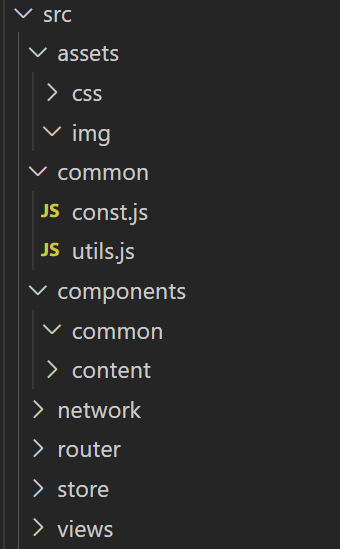 src
assets
css
img
common
JS const.js
JS utils.js
components
common
content
network
router
store
views